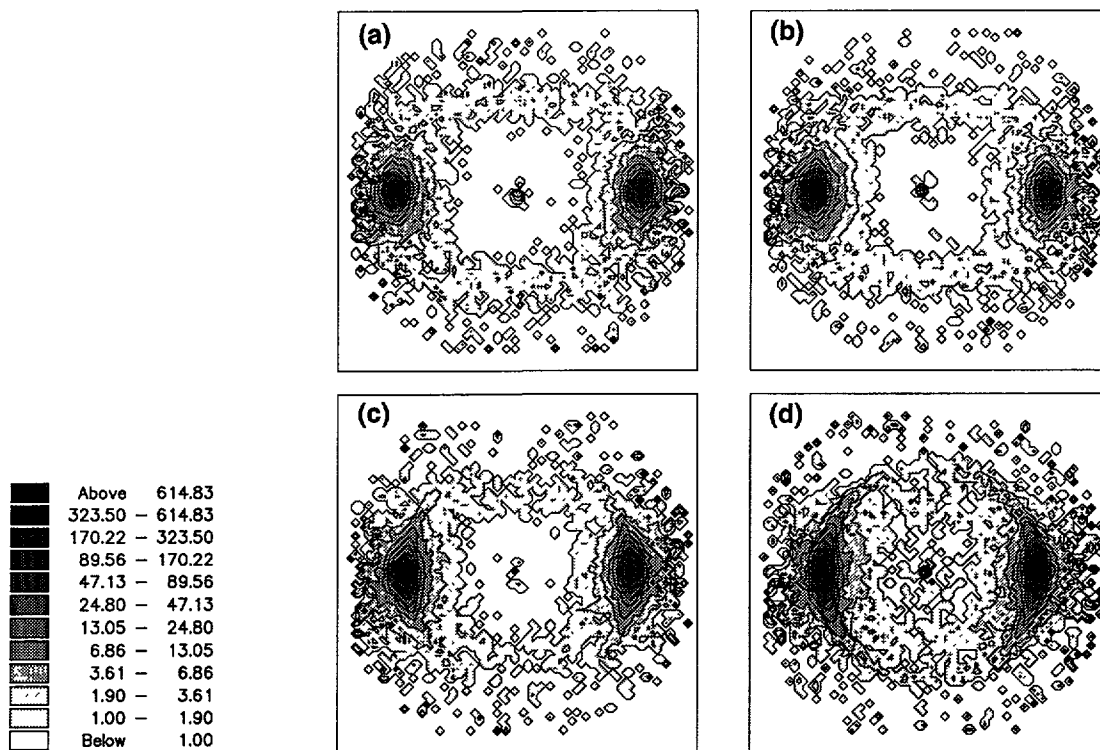 (a)
(b)
(c)
(d)
Above 614.83
323.50 – 614.83
170.22 – 323.50
89.56 – 170.22
47.13 – 89.56
24.80 – 47.13
13.05 – 24.80
6.86 – 13.05
3.61 – 6.86
1.90 – 3.61
1.00 – 1.90
Below 1.00